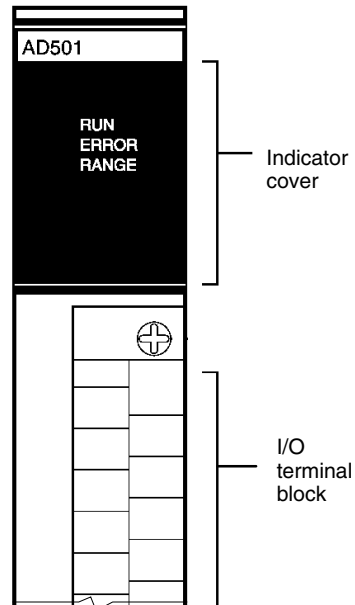 AD501
RUN
ERROR
RANGE
Indicator
cover
I/O
terminal
block